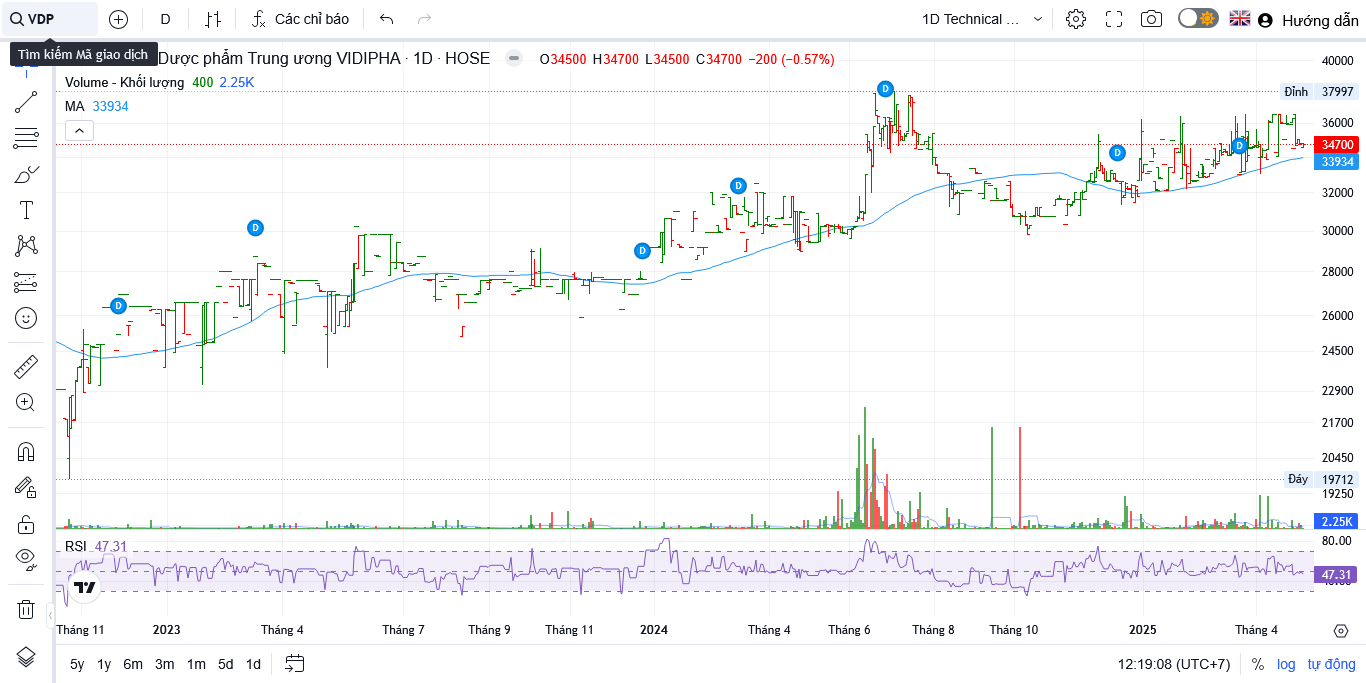 VDP
D
Các chỉ báo
1D Technical ...
Hướng dẫn
Tìm kiếm Mã giao dịch
Dược phẩm Trung ương VIDIPHA · 1D · HOSE
O34500 H34700 L34500 C34700 −200 (−0.57%)
Volume - Khối lượng 400 2.25K
MA 33934
40000
Đỉnh 37997
36000
34700
33934
32000
30000
28000
26000
24500
22900
21700
20450
Đáy 19712
19250
2.25K
D
D
D
D
D
D
D
RSI 47.31
80.00
47.31
Tháng 11
2023
Tháng 4
Tháng 7
Tháng 9
Tháng 11
2024
Tháng 4
Tháng 6
Tháng 8
Tháng 10
2025
Tháng 4
5y 1y 6m 3m 1m 5d 1d
12:19:08 (UTC+7)
% log tự động